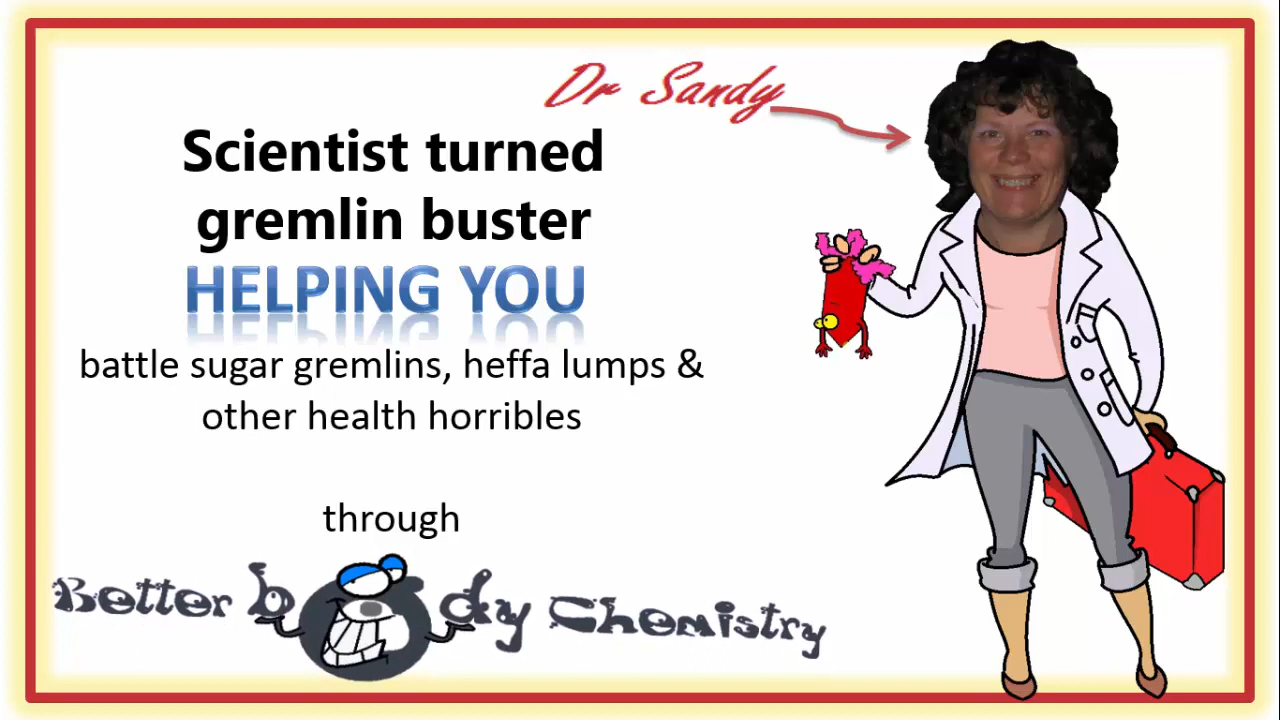 Dr Sandy
Scientist turned
gremlin buster
HELPING YOU
battle sugar gremlins, heffa lumps &
other health horribles
through
Better body Chemistry